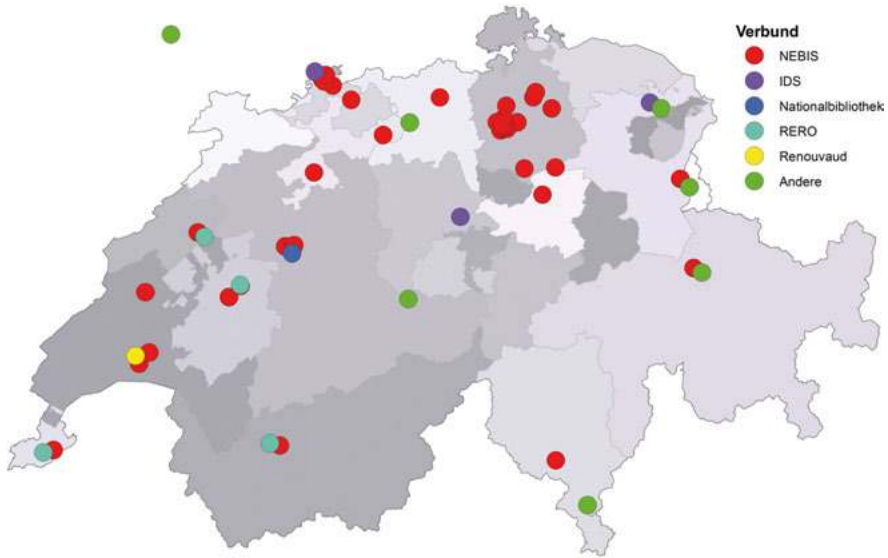 Verbund
NEBIS
IDS
Nationalbibliothek
RERO
Renouvaud
Andere